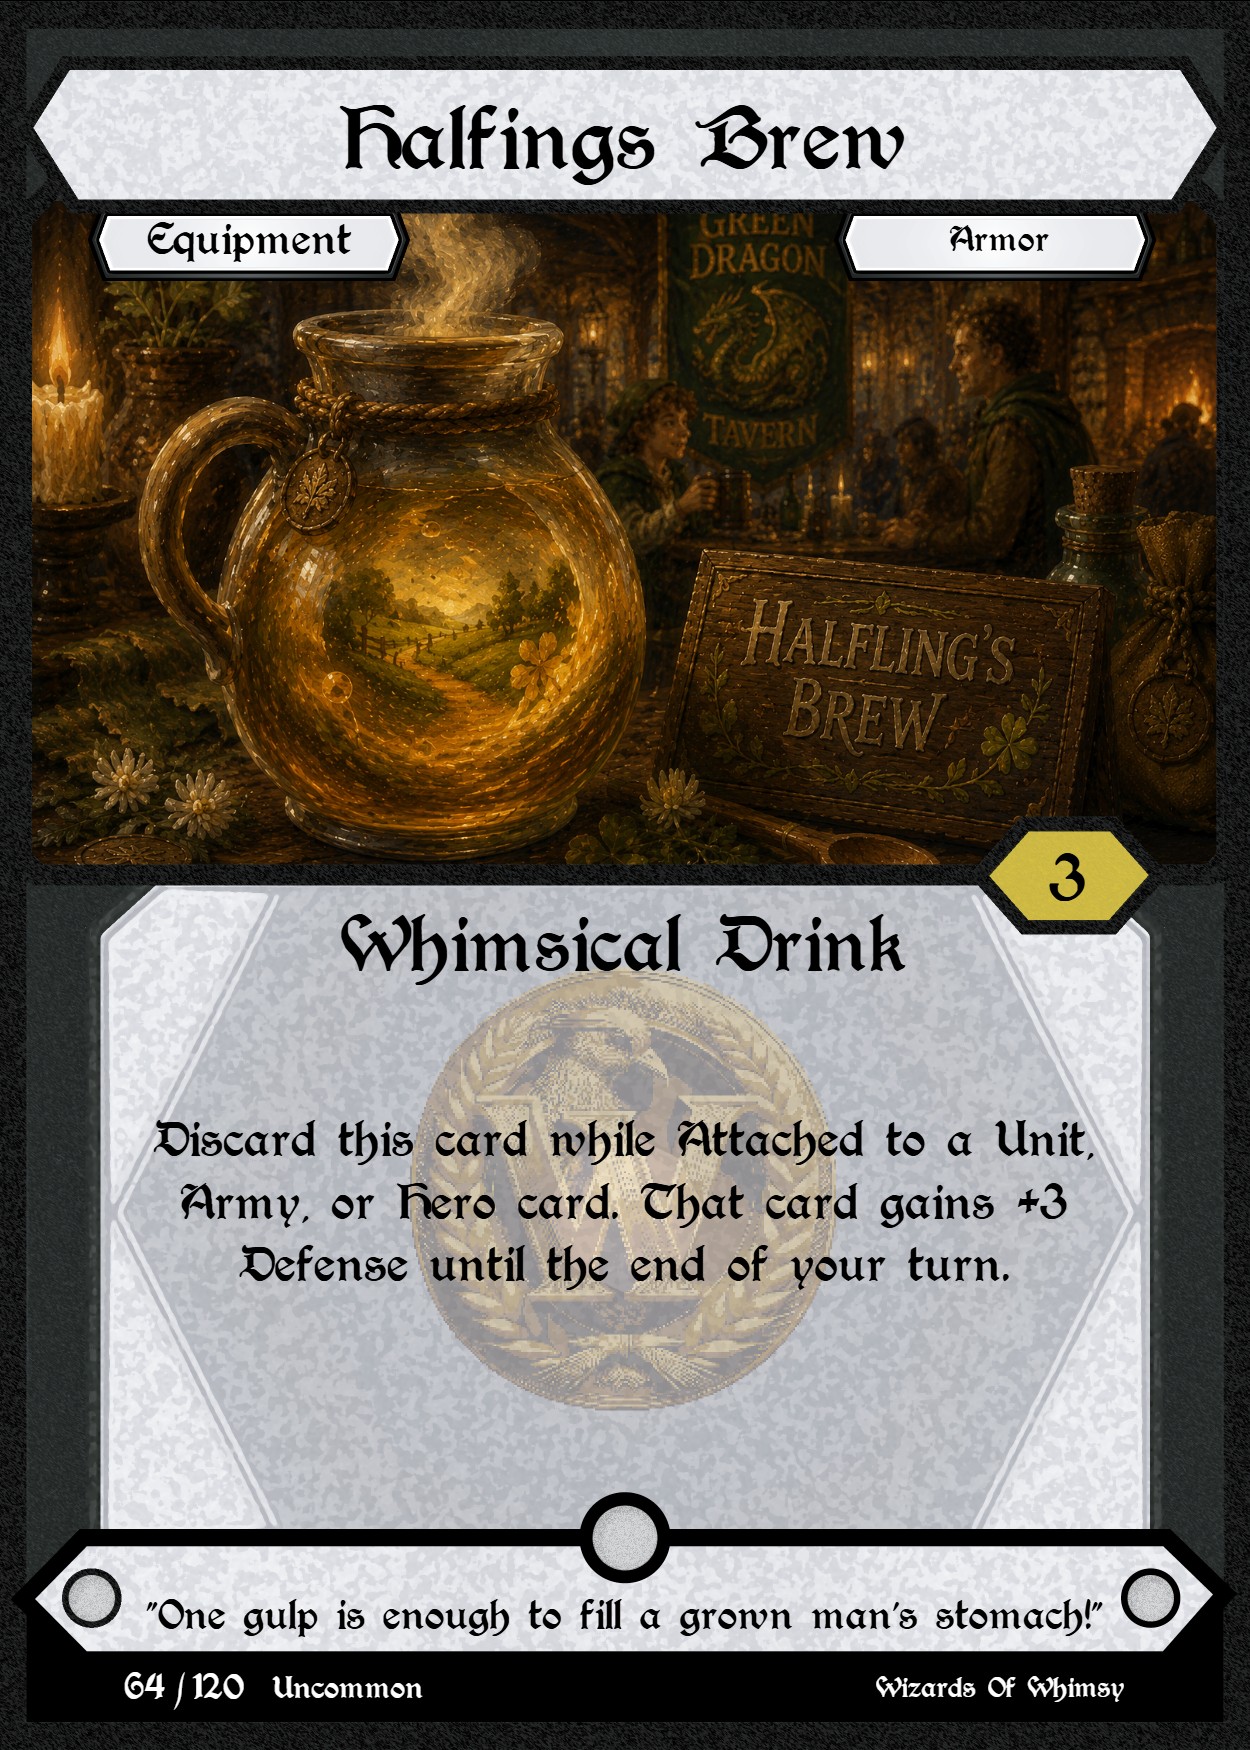 Halfings Brew
Equipment
Armor
GREEN
DRAGON
TAVERN
HALFLING'S
BREW
3
Whimsical Drink
W
Discard this card while Attached to a Unit,
Army, or Hero card. That card gains +3
Defense until the end of your turn.
"One gulp is enough to fill a grown man's stomach!"
64 / 120 Uncommon
Wizards Of Whimsy